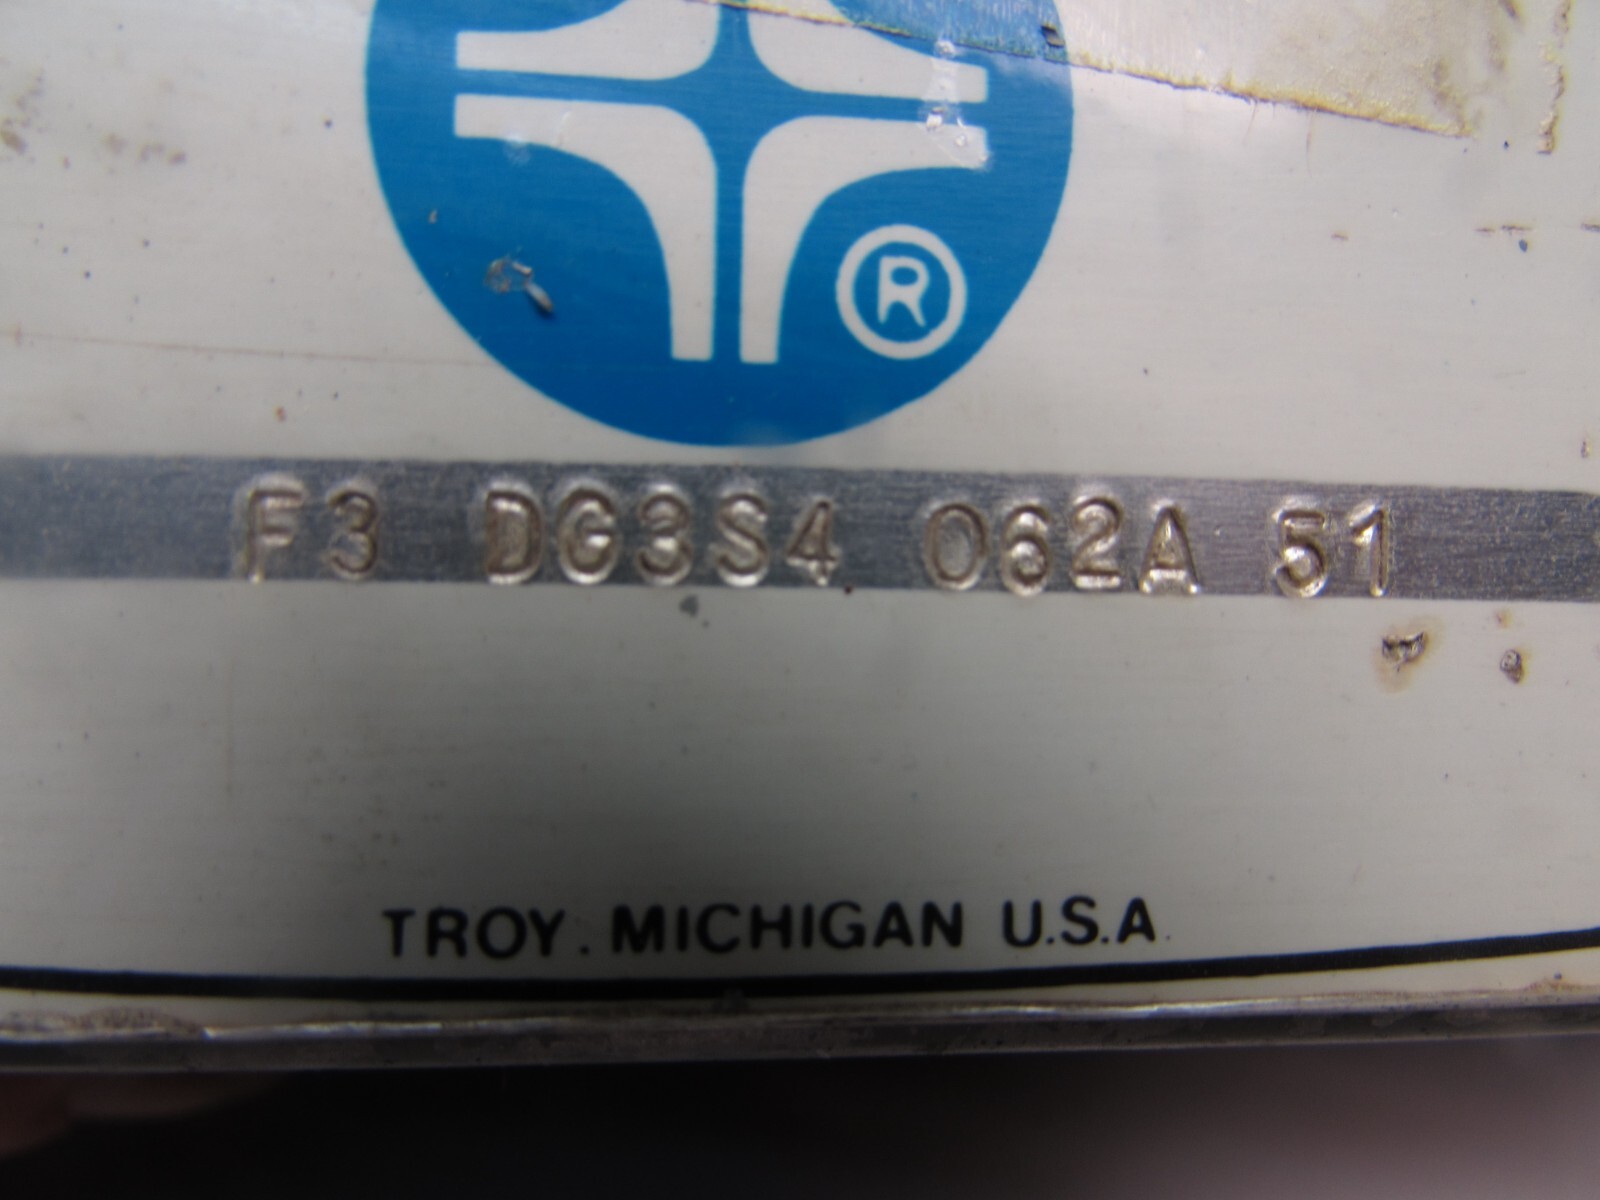 ®
F3 DG3S4 062A 51
TROY. MICHIGAN U.S.A.